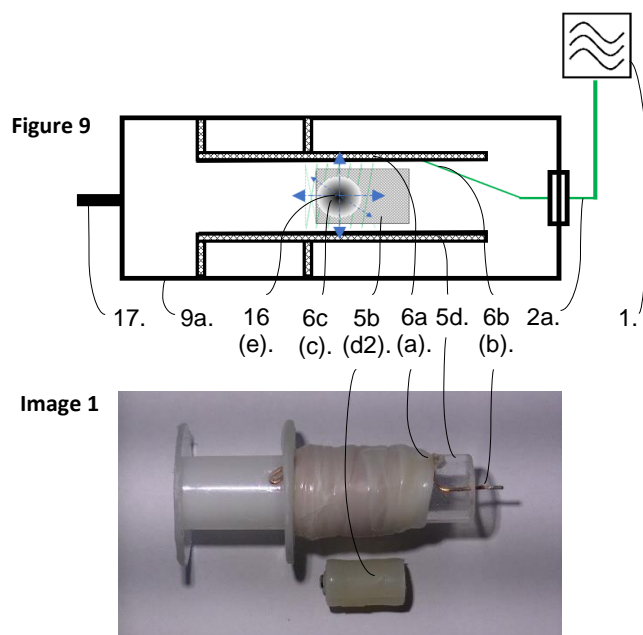 Figure 9
17. 9a. 16 6c 5b 6a 5d. 6b 2a. 1.
(e). (c). (d2). (a). (b).
Image 1